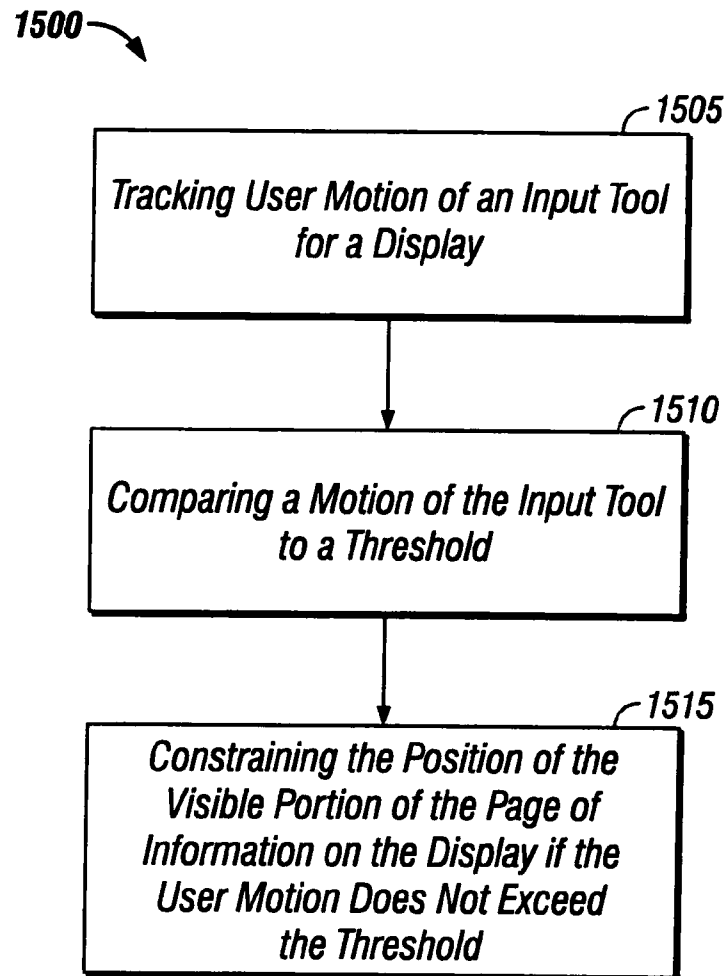 1500
1505
Tracking User Motion of an Input Tool
for a Display
1510
Comparing a Motion of the Input Tool
to a Threshold
1515
Constraining the Position of the
Visible Portion of the Page of
Information on the Display if the
User Motion Does Not Exceed
the Threshold